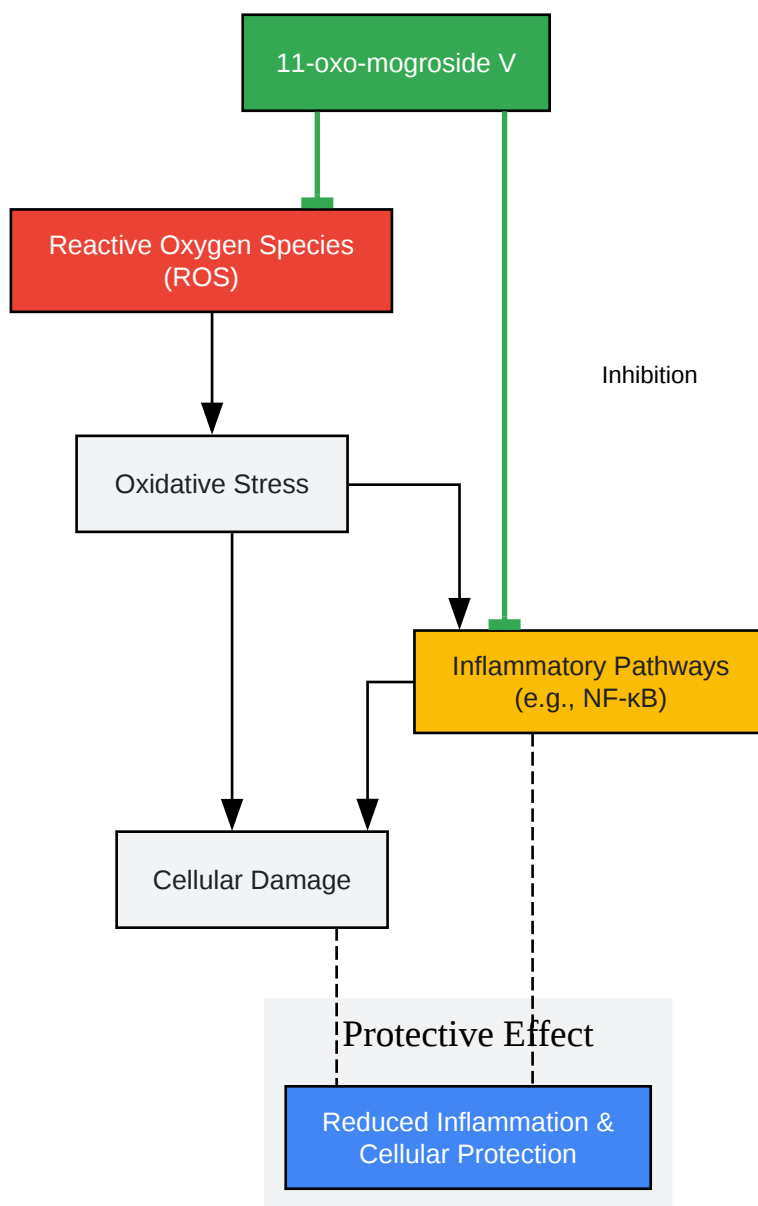 11-oxo-mogroside V
Reactive Oxygen Species
(ROS)
Inhibition
Oxidative Stress
Inflammatory Pathways
(e.g., NF-κB)
Cellular Damage
Protective Effect
Reduced Inflammation &
Cellular Protection